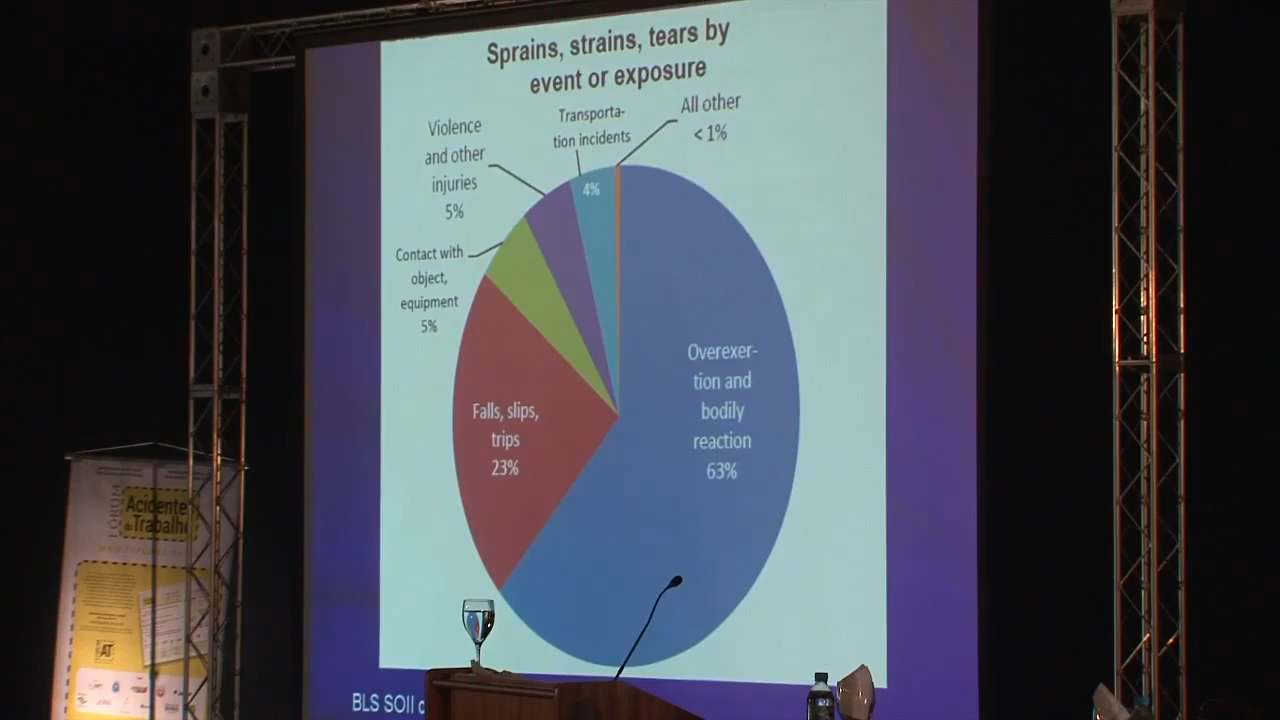 Sprains, strains, tears by
event or exposure
Transporta-
tion incidents
4%
All other
< 1%
Violence
and other
injuries
5%
Contact with
object,
equipment
5%
Falls, slips,
trips
23%
Overexer-
tion and
bodily
reaction
63%
BLS SOII
FÓRUM
Acidente
Trabalho
AT